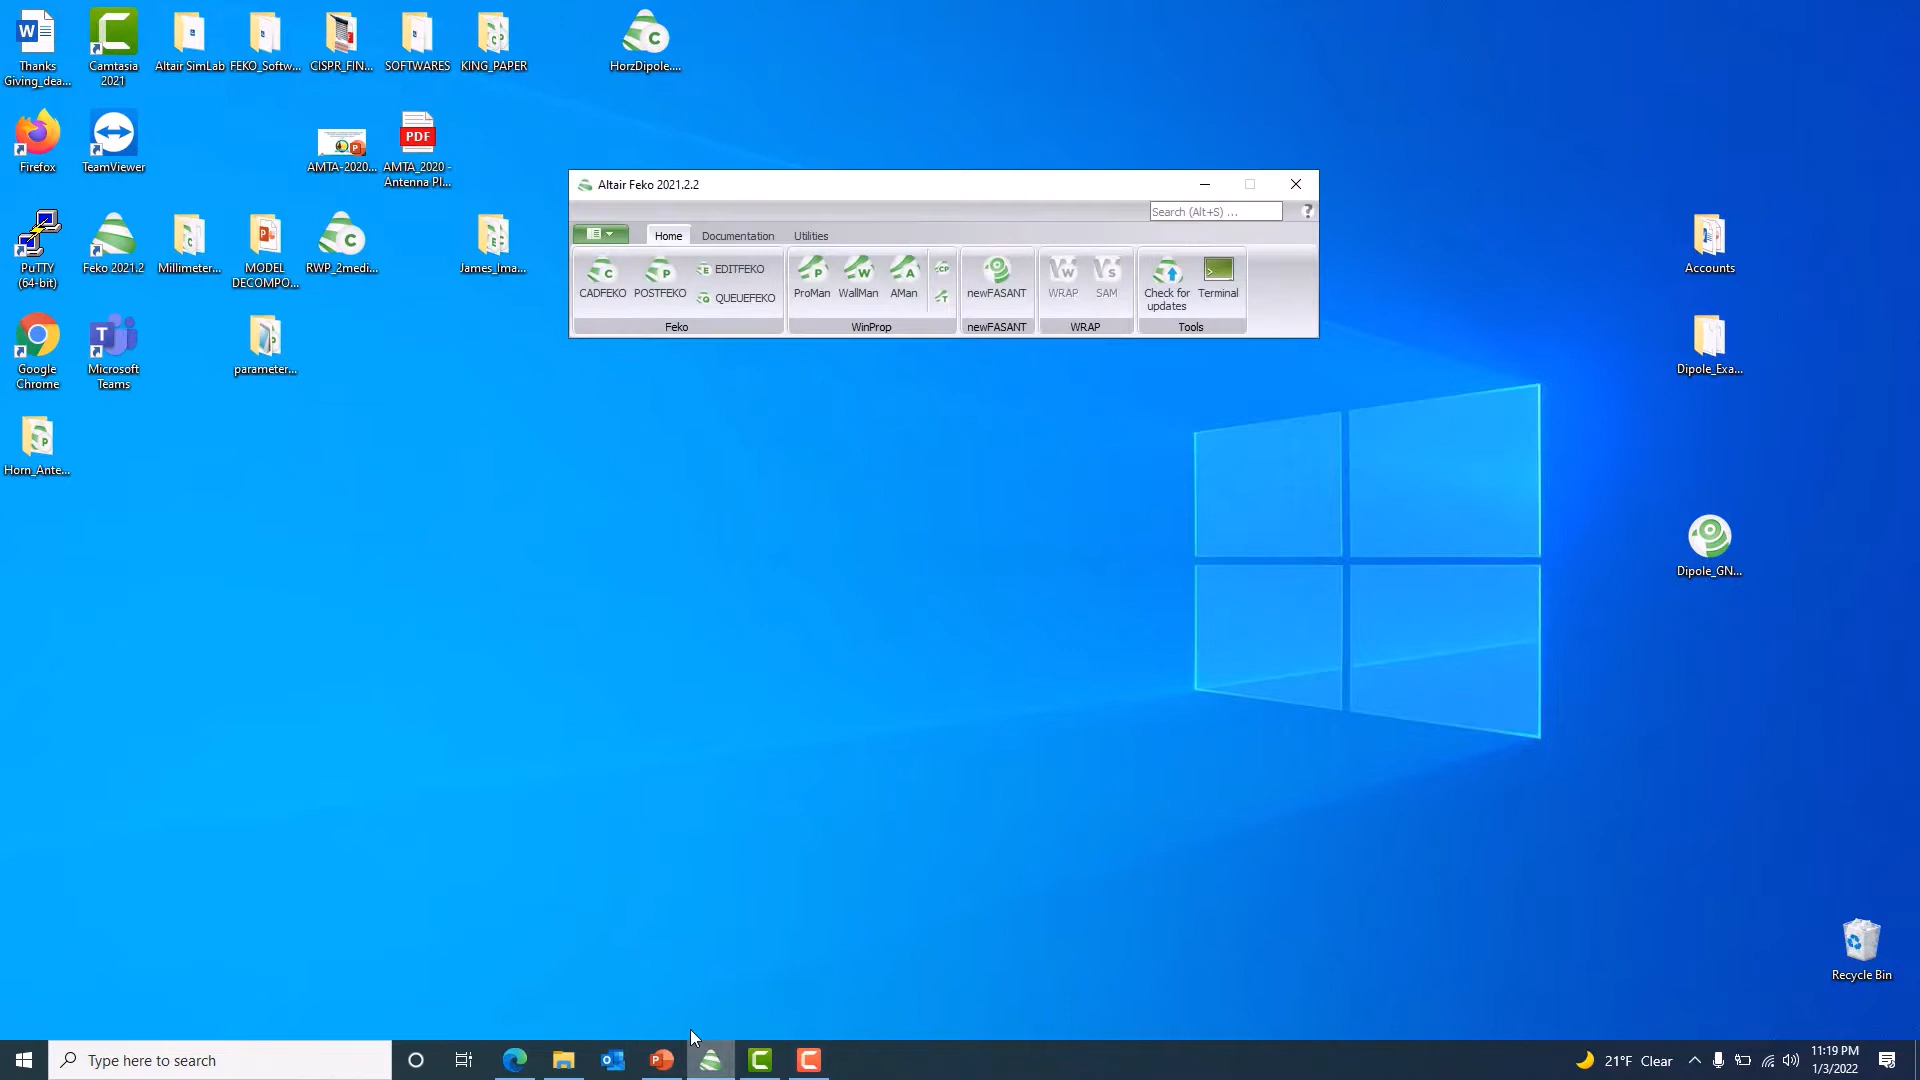 Thanks
Giving_dea...
Camtasia
2021
Altair SimLab
FEKO_Softw...
CISPR_FIN...
SOFTWARES
KING_PAPER
HorzDipole....
Firefox
TeamViewer
AMTA-2020...
PDF
AMTA_2020 -
Antenna Pl...
PuTTY
(64-bit)
Feko 2021.2
Millimeter...
MODEL
DECOMPO...
RWP_2medi...
James_Ima...
Google
Chrome
Microsoft
Teams
parameter...
Horn_Ante...
Altair Feko 2021.2.2
Search (Alt+S) ...
Home
Documentation
Utilities
CADFEKO
POSTFEKO
EDITFEKO
QUEUEFEKO
Feko
ProMan
WallMan
AMan
WinProp
newFASANT
newFASANT
WRAP
SAM
WRAP
Check for
updates
Terminal
Tools
Accounts
Dipole_Exa...
Dipole_GN...
Recycle Bin
Type here to search
21°F Clear
11:19 PM
1/3/2022